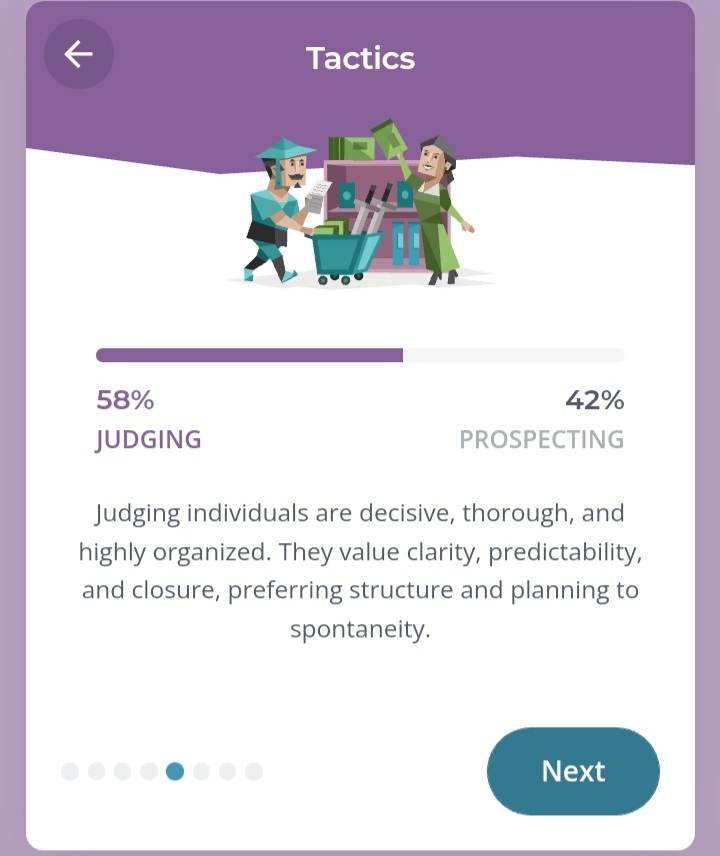 Tactics
58%
42%
JUDGING
PROSPECTING
Judging individuals are decisive, thorough, and
highly organized. They value clarity, predictability,
and closure, preferring structure and planning to
spontaneity.
Next